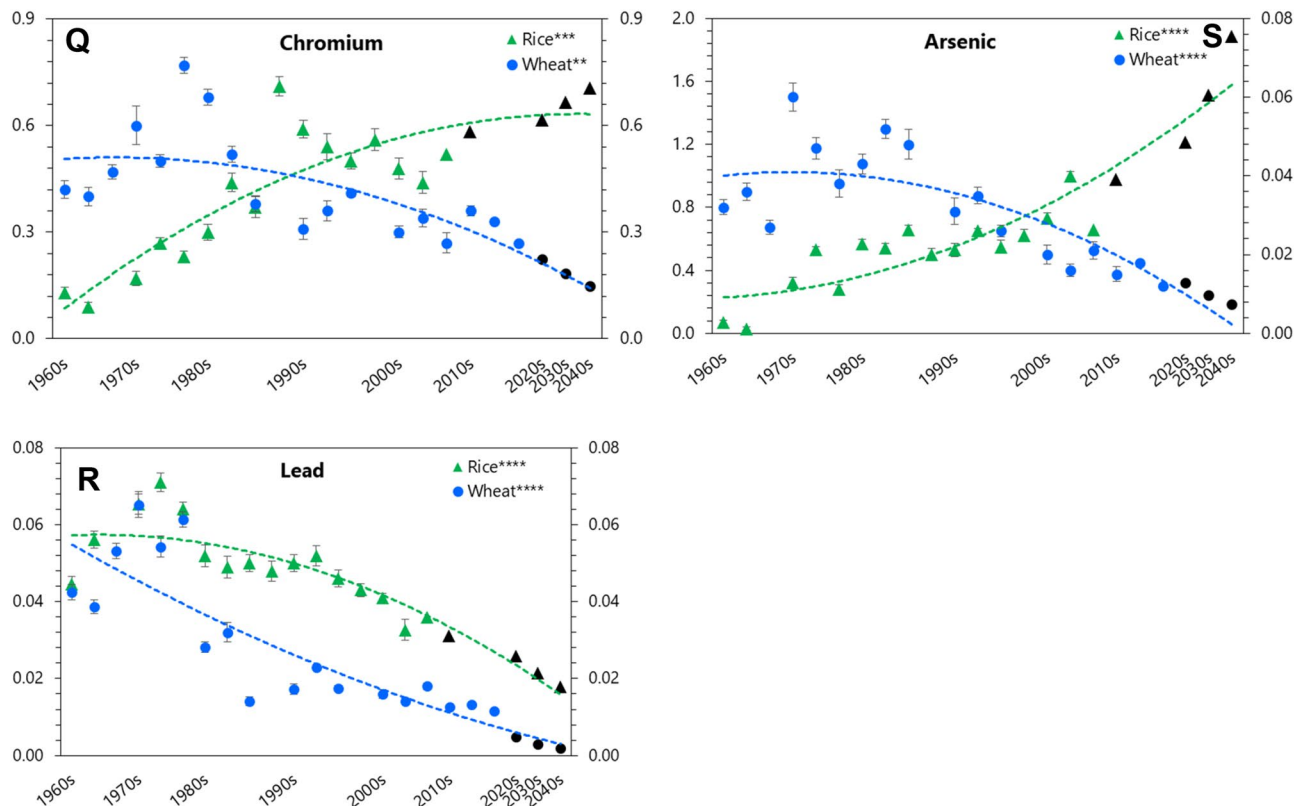 Q
Chromium
Rice***
Wheat**
0.9
0.6
0.3
0.0
0.9
0.6
0.3
0.0
1960s
1970s
1980s
1990s
2000s
2010s
2020s
2030s
2040s
S
Arsenic
Rice****
Wheat****
2.0
1.6
1.2
0.8
0.4
0.0
0.08
0.06
0.04
0.02
0.00
1960s
1970s
1980s
1990s
2000s
2010s
2020s
2030s
2040s
R
Lead
Rice****
Wheat****
0.08
0.06
0.04
0.02
0.00
0.08
0.06
0.04
0.02
0.00
1960s
1970s
1980s
1990s
2000s
2010s
2020s
2030s
2040s